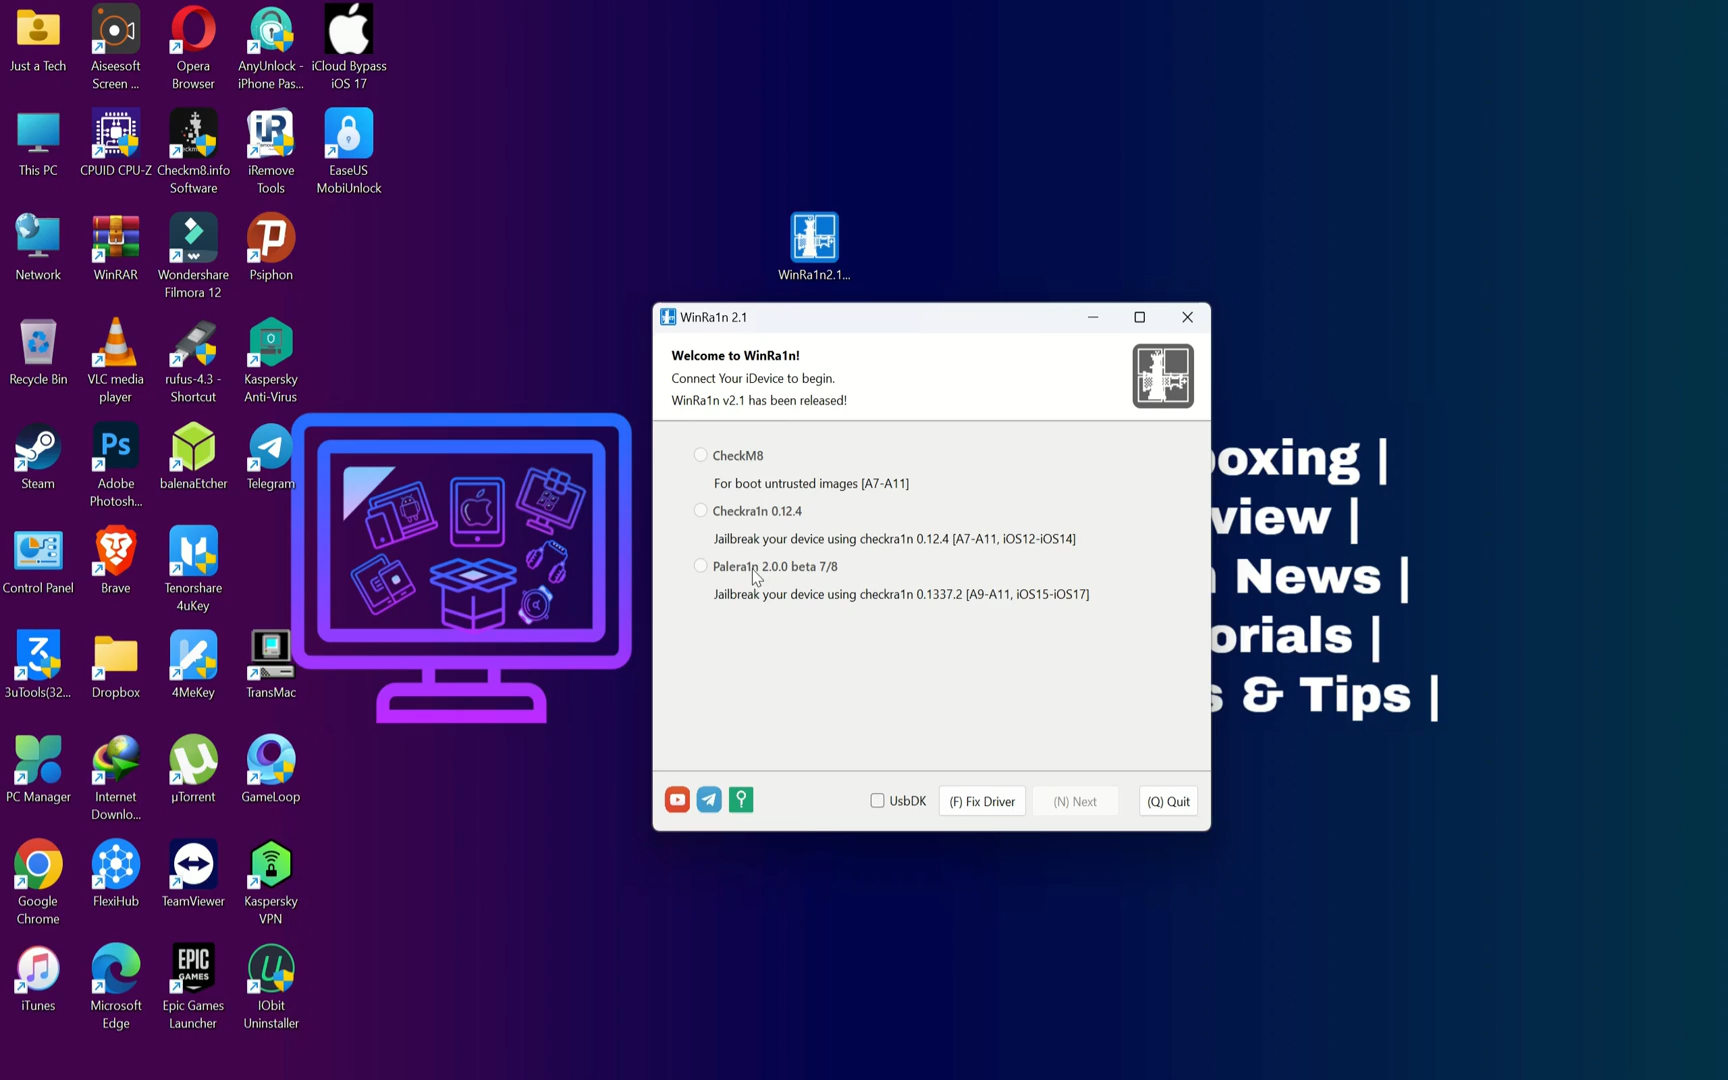 Just a Tech
Aiseesoft
Screen ...
Opera
Browser
AnyUnlock -
iPhone Pas...
iCloud Bypass
iOS 17
This PC
CPUID CPU-Z
Checkm8.info
Software
iR
iRemove
Tools
EaseUS
MobiUnlock
Network
WinRAR
Wondershare
Filmora 12
Psiphon
WinRa1n2.1...
Recycle Bin
VLC media
player
rufus-4.3 -
Shortcut
Kaspersky
Anti-Virus
Steam
Ps
Adobe
Photosh...
balenaEtcher
Telegram
Control Panel
Brave
Tenorshare
4uKey
3uTools(32...
Dropbox
4MeKey
TransMac
PC Manager
Internet
Downlo...
µTorrent
GameLoop
Google
Chrome
FlexiHub
TeamViewer
Kaspersky
VPN
iTunes
Microsoft
Edge
EPIC
GAMES
Epic Games
Launcher
IObit
Uninstaller
WinRa1n 2.1
Welcome to WinRa1n!
Connect Your iDevice to begin.
WinRa1n v2.1 has been released!
CheckM8
For boot untrusted images [A7-A11]
Checkra1n 0.12.4
Jailbreak your device using checkra1n 0.12.4 [A7-A11, iOS12-iOS14]
Palera1n 2.0.0 beta 7/8
Jailbreak your device using checkra1n 0.1337.2 [A9-A11, iOS15-iOS17]
UsbDK
(F) Fix Driver
(N) Next
(Q) Quit
oxing |
view |
News |
orials |
s & Tips |